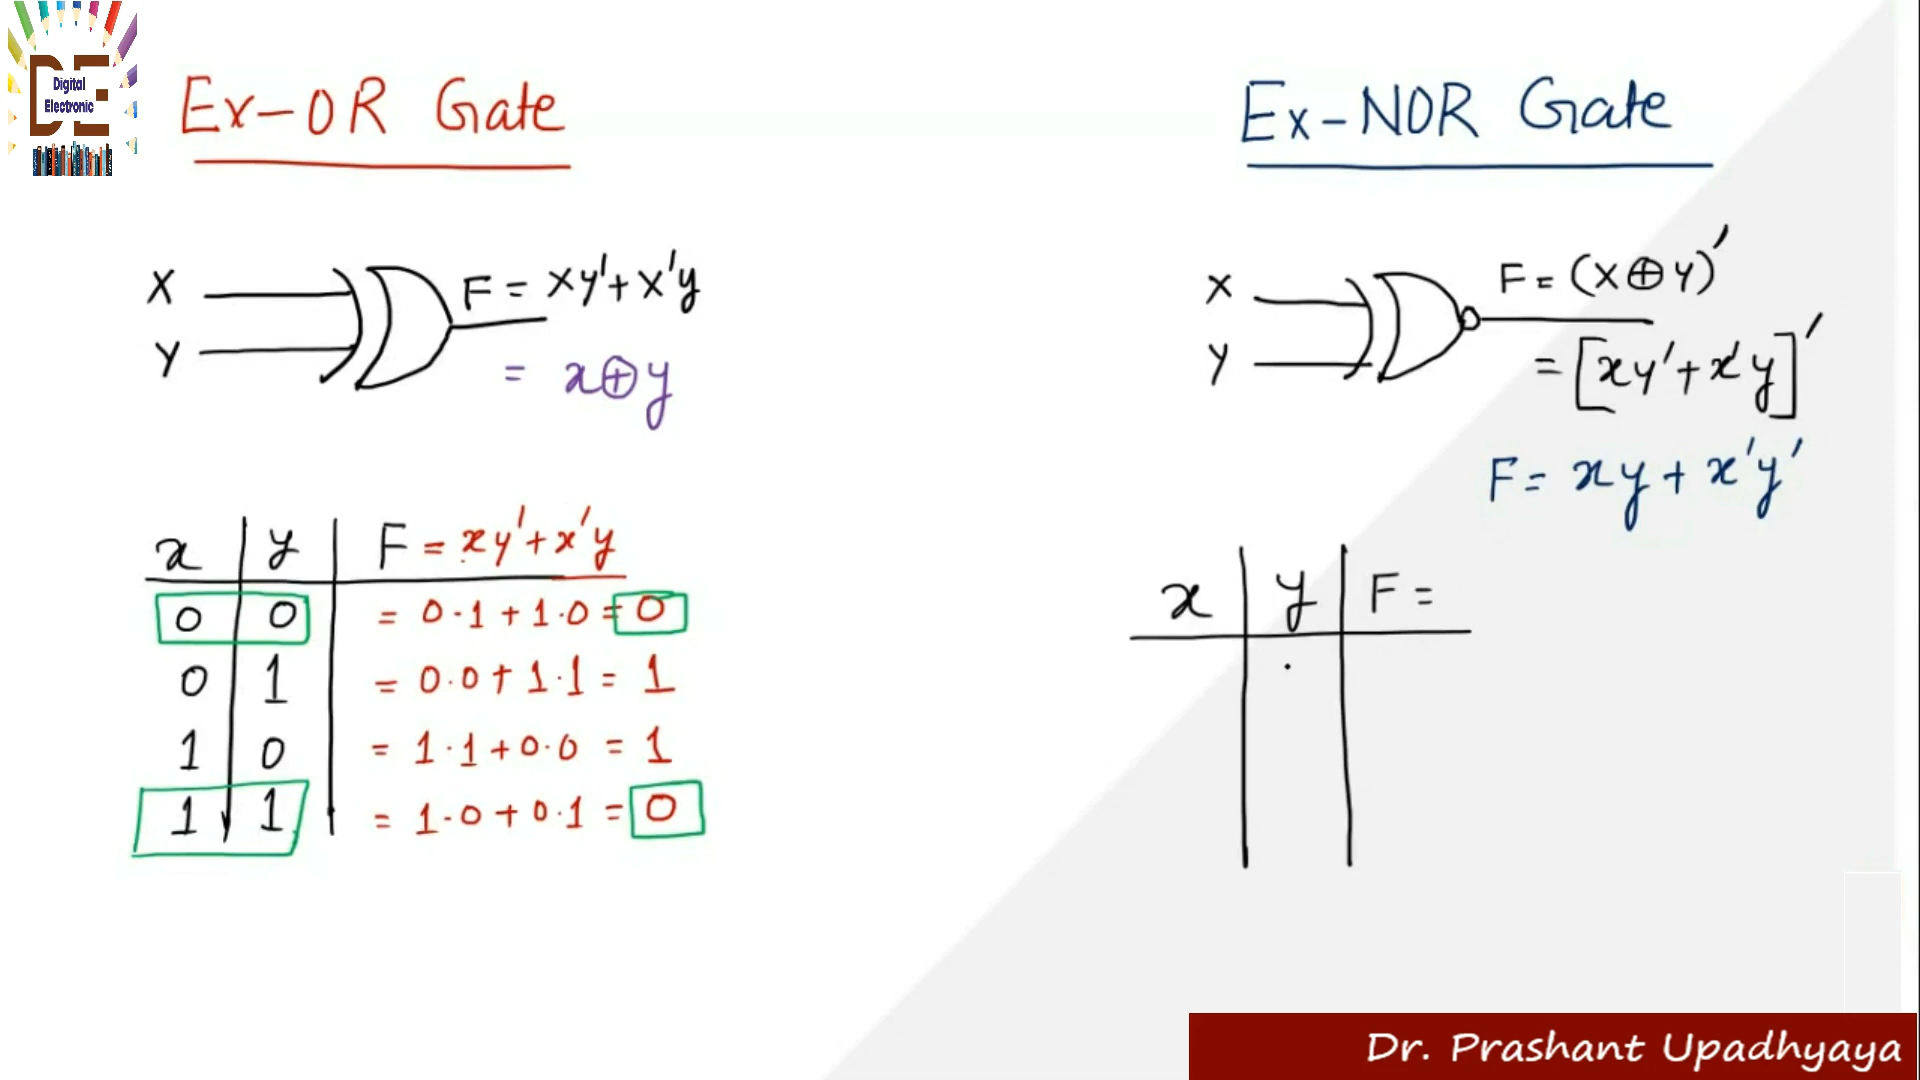 Digital
Electronic
Ex-OR Gate
X
Y
F = xy'+x'y
= x⊕y
x y F = xy'+x'y
0 0 = 0·1+1·0 = 0
0 1 = 0·0+1·1 = 1
1 0 = 1·1+0·0 = 1
1 1 = 1·0+0·1 = 0
Ex-NOR Gate
X
Y
F = (x⊕y)'
= [xy'+x'y]'
F = xy+x'y'
x y F =
Dr. Prashant Upadhyaya